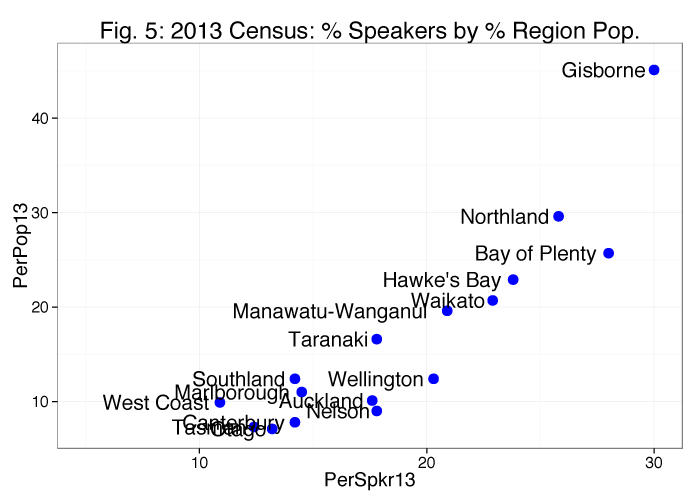 Fig. 5: 2013 Census: % Speakers by % Region Pop.
Gisborne
40
30
Northland
Bay of Plenty
Hawke's Bay
Waikato
20
Manawatu-Wanganui
Taranaki
Southland
Wellington
Marlborough
Auckland
10
West Coast
Nelson
Canterbury
Tasman
Otago
PerPop13
10
20
30
PerSpkr13